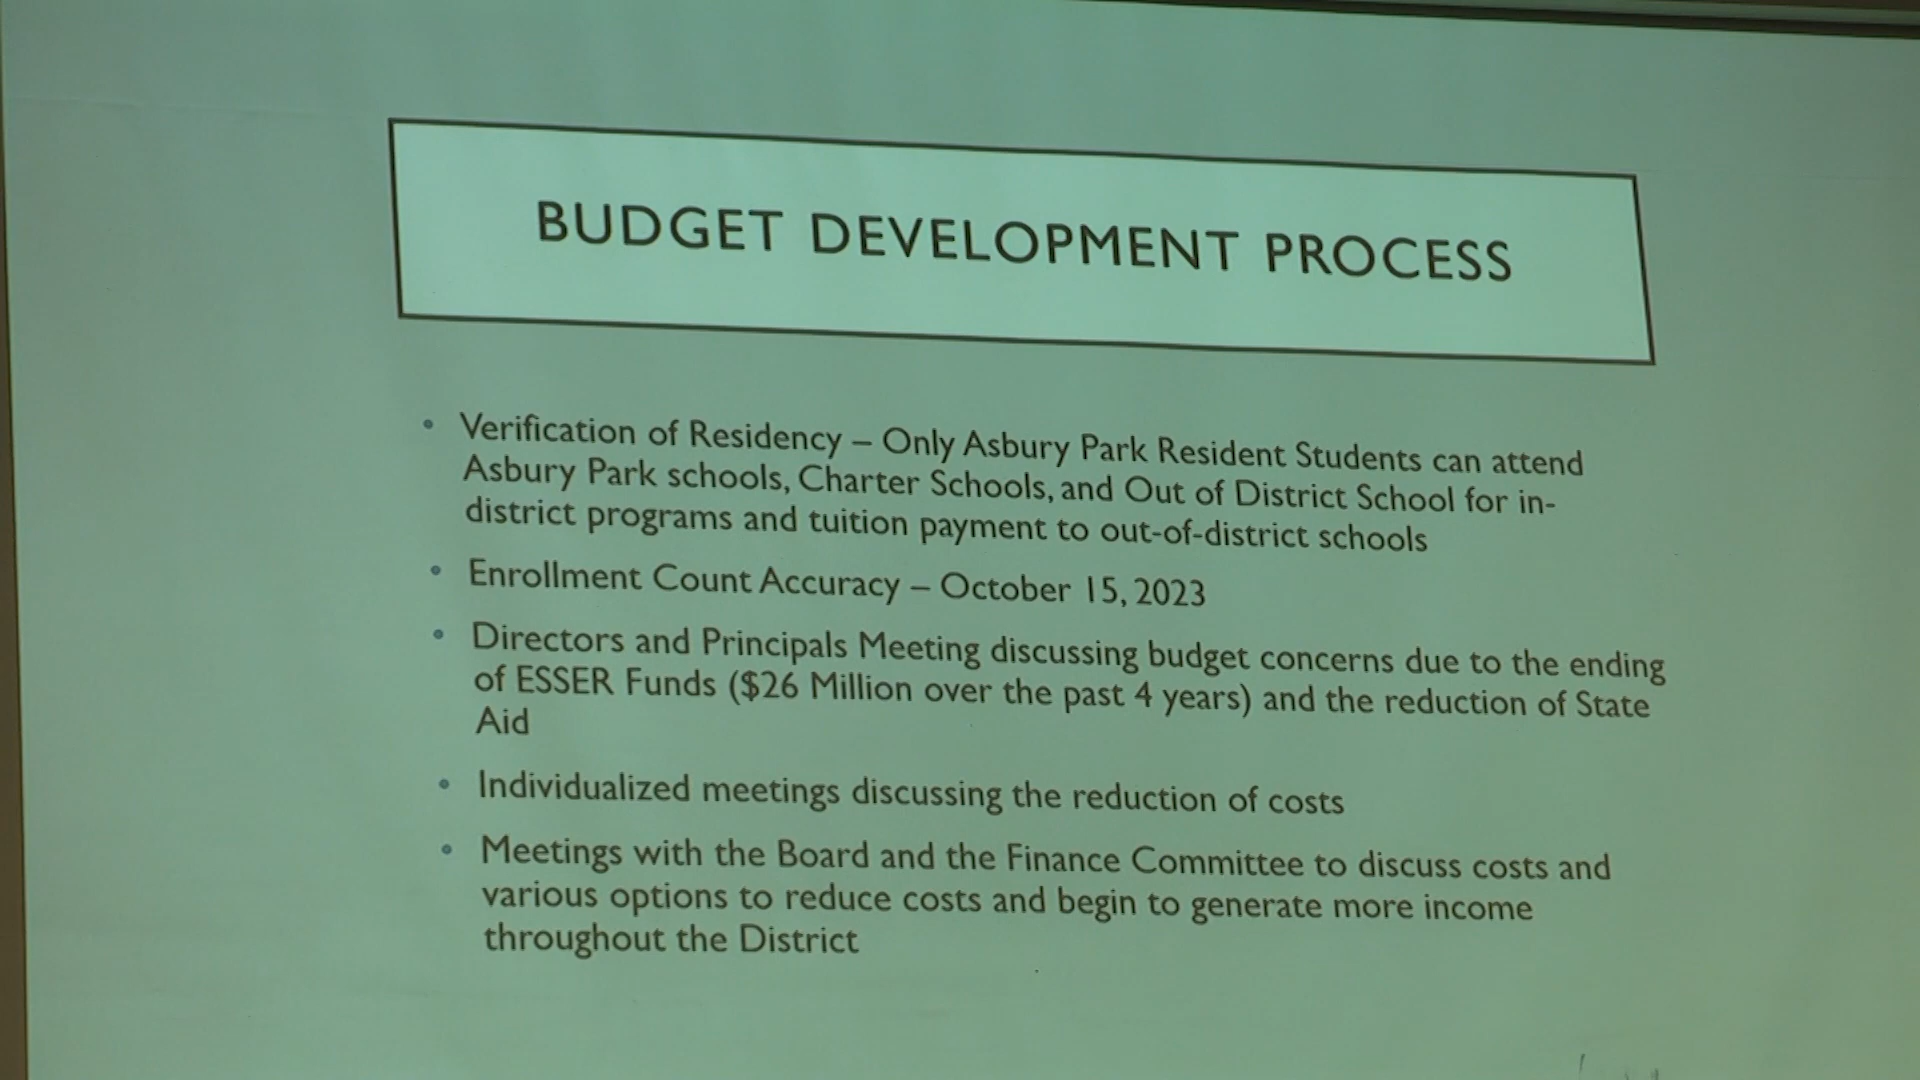 BUDGET DEVELOPMENT PROCESS
• Verification of Residency – Only Asbury Park Resident Students can attend
Asbury Park schools, Charter Schools, and Out of District School for in-
district programs and tuition payment to out-of-district schools
• Enrollment Count Accuracy – October 15, 2023
• Directors and Principals Meeting discussing budget concerns due to the ending
of ESSER Funds ($26 Million over the past 4 years) and the reduction of State
Aid
• Individualized meetings discussing the reduction of costs
• Meetings with the Board and the Finance Committee to discuss costs and
various options to reduce costs and begin to generate more income
throughout the District